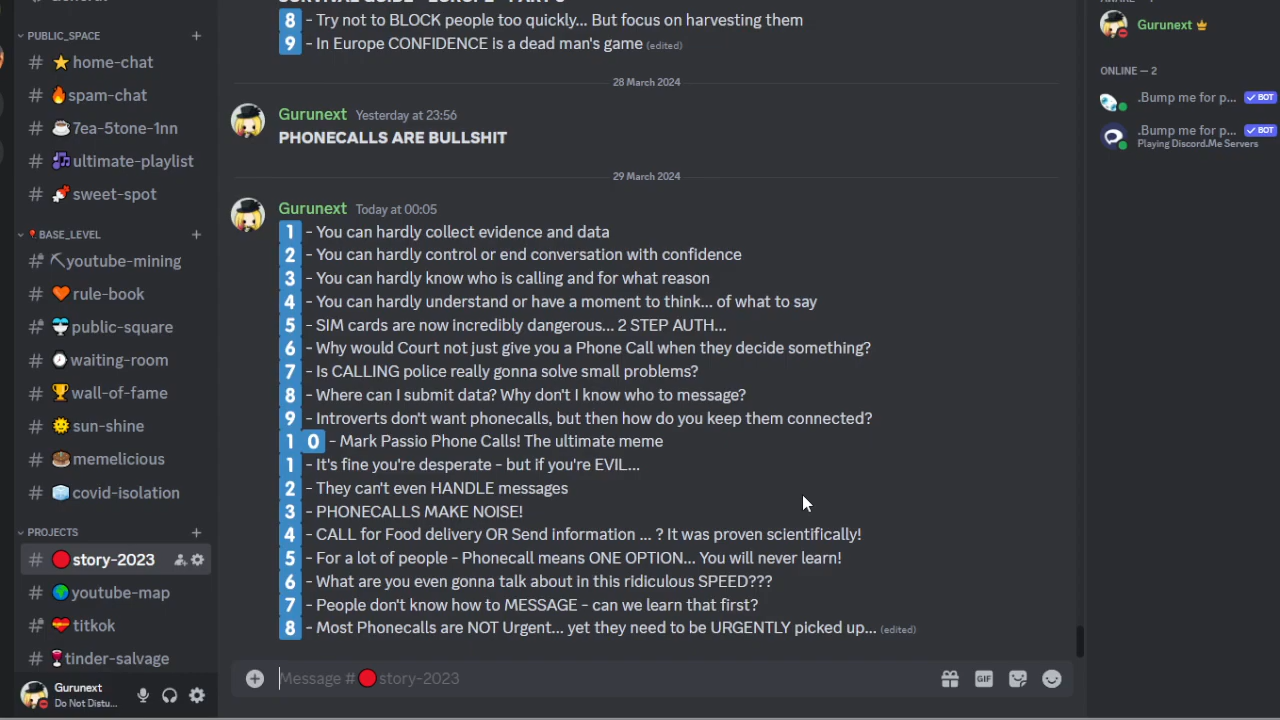 PUBLIC_SPACE
home-chat
spam-chat
7ea-5tone-1nn
ultimate-playlist
sweet-spot
BASE_LEVEL
youtube-mining
rule-book
public-square
waiting-room
wall-of-fame
sun-shine
memelicious
covid-isolation
PROJECTS
story-2023
youtube-map
titkok
tinder-salvage
Gurunext
Do Not Distu...
8 - Try not to BLOCK people too quickly... But focus on harvesting them
9 - In Europe CONFIDENCE is a dead man's game (edited)
28 March 2024
Gurunext Yesterday at 23:56
PHONECALLS ARE BULLSHIT
29 March 2024
Gurunext Today at 00:05
1 - You can hardly collect evidence and data
2 - You can hardly control or end conversation with confidence
3 - You can hardly know who is calling and for what reason
4 - You can hardly understand or have a moment to think... of what to say
5 - SIM cards are now incredibly dangerous... 2 STEP AUTH...
6 - Why would Court not just give you a Phone Call when they decide something?
7 - Is CALLING police really gonna solve small problems?
8 - Where can I submit data? Why don't I know who to message?
9 - Introverts don't want phonecalls, but then how do you keep them connected?
1 0 - Mark Passio Phone Calls! The ultimate meme
1 - It's fine you're desperate - but if you're EVIL...
2 - They can't even HANDLE messages
3 - PHONECALLS MAKE NOISE!
4 - CALL for Food delivery OR Send information ... ? It was proven scientifically!
5 - For a lot of people - Phonecall means ONE OPTION... You will never learn!
6 - What are you even gonna talk about in this ridiculous SPEED???
7 - People don't know how to MESSAGE - can we learn that first?
8 - Most Phonecalls are NOT Urgent... yet they need to be URGENTLY picked up... (edited)
Message # story-2023
GIF
Gurunext
ONLINE — 2
.Bump me for p... BOT
.Bump me for p... BOT
Playing Discord.Me Servers